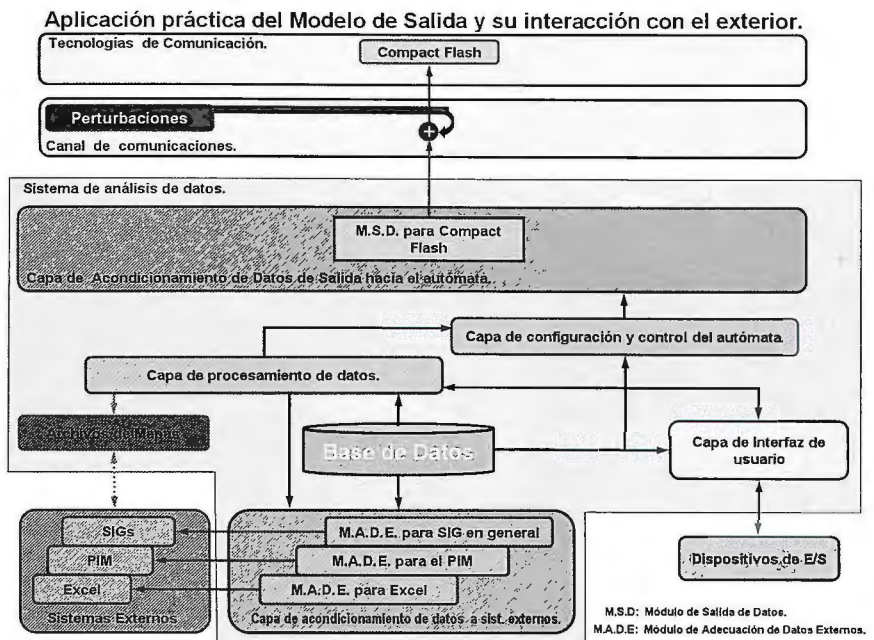 Aplicación práctica del Modelo de Salida y su interacción con el exterior.
Tecnologías de Comunicación.
Compact Flash
Perturbaciones
Canal de comunicaciones.
Sistema de análisis de datos.
M.S.D. para Compact
Flash
Capa de Acondicionamiento de Datos de Salida hacia el autómata.
Capa de configuración y control del autómata.
Capa de procesamiento de datos.
Archivos de Mapas
Base de Datos
Capa de Interfaz de
usuario
SIGs
PIM
Excel
Sistemas Externos
M.A.D.E. para SIG en general
M.A.D.E. para el PIM
M.A.D.E. para Excel
Capa de acondicionamiento de datos a sist. externos.
Dispositivos de E/S
M.S.D: Módulo de Salida de Datos.
M.A.D.E: Módulo de Adecuación de Datos Externos.